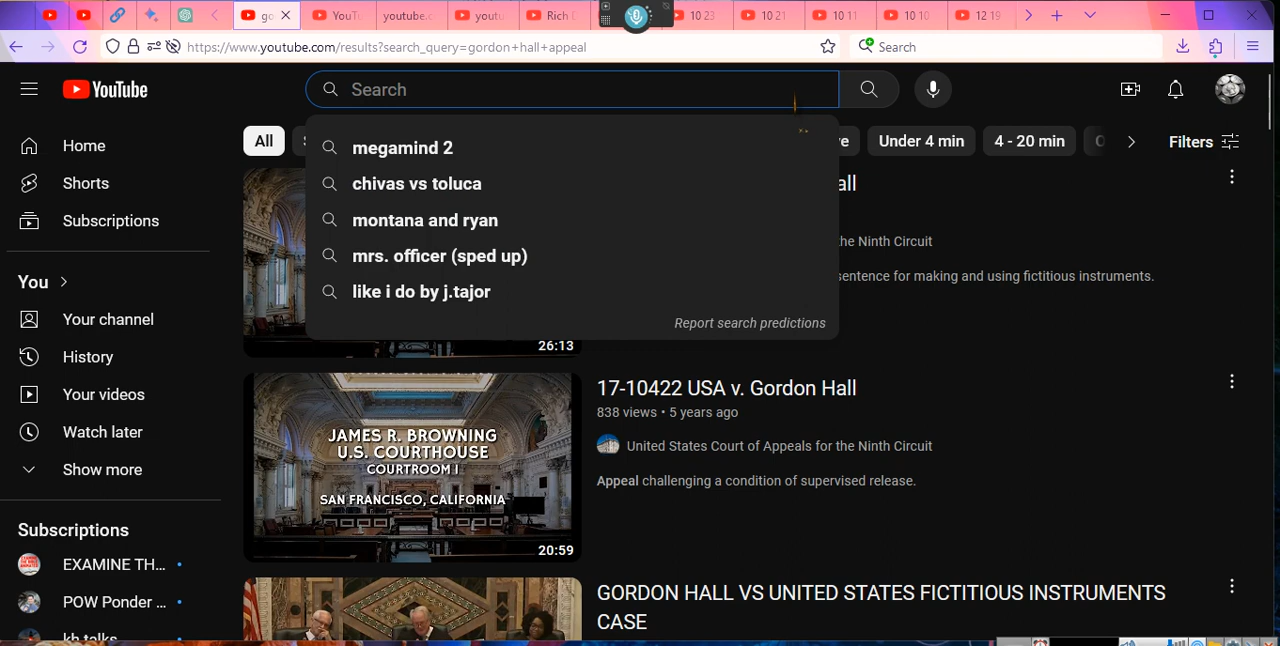 go
YouTu
youtube.c
youtu
Rich E
10 23
10 21
10 11
10 10
12 19
https://www.youtube.com/results?search_query=gordon+hall+appeal
Search
YouTube
Search
Home
Shorts
Subscriptions
You
Your channel
History
Your videos
Watch later
Show more
Subscriptions
EXAMINE TH...
POW Ponder ...
kh talks
All
megamind 2
chivas vs toluca
montana and ryan
mrs. officer (sped up)
like i do by j.tajor
Report search predictions
Under 4 min
4 - 20 min
Filters
all
the Ninth Circuit
sentence for making and using fictitious instruments.
26:13
JAMES R. BROWNING
U.S. COURTHOUSE
COURTROOM I
SAN FRANCISCO, CALIFORNIA
20:59
17-10422 USA v. Gordon Hall
838 views • 5 years ago
United States Court of Appeals for the Ninth Circuit
Appeal challenging a condition of supervised release.
GORDON HALL VS UNITED STATES FICTITIOUS INSTRUMENTS
CASE